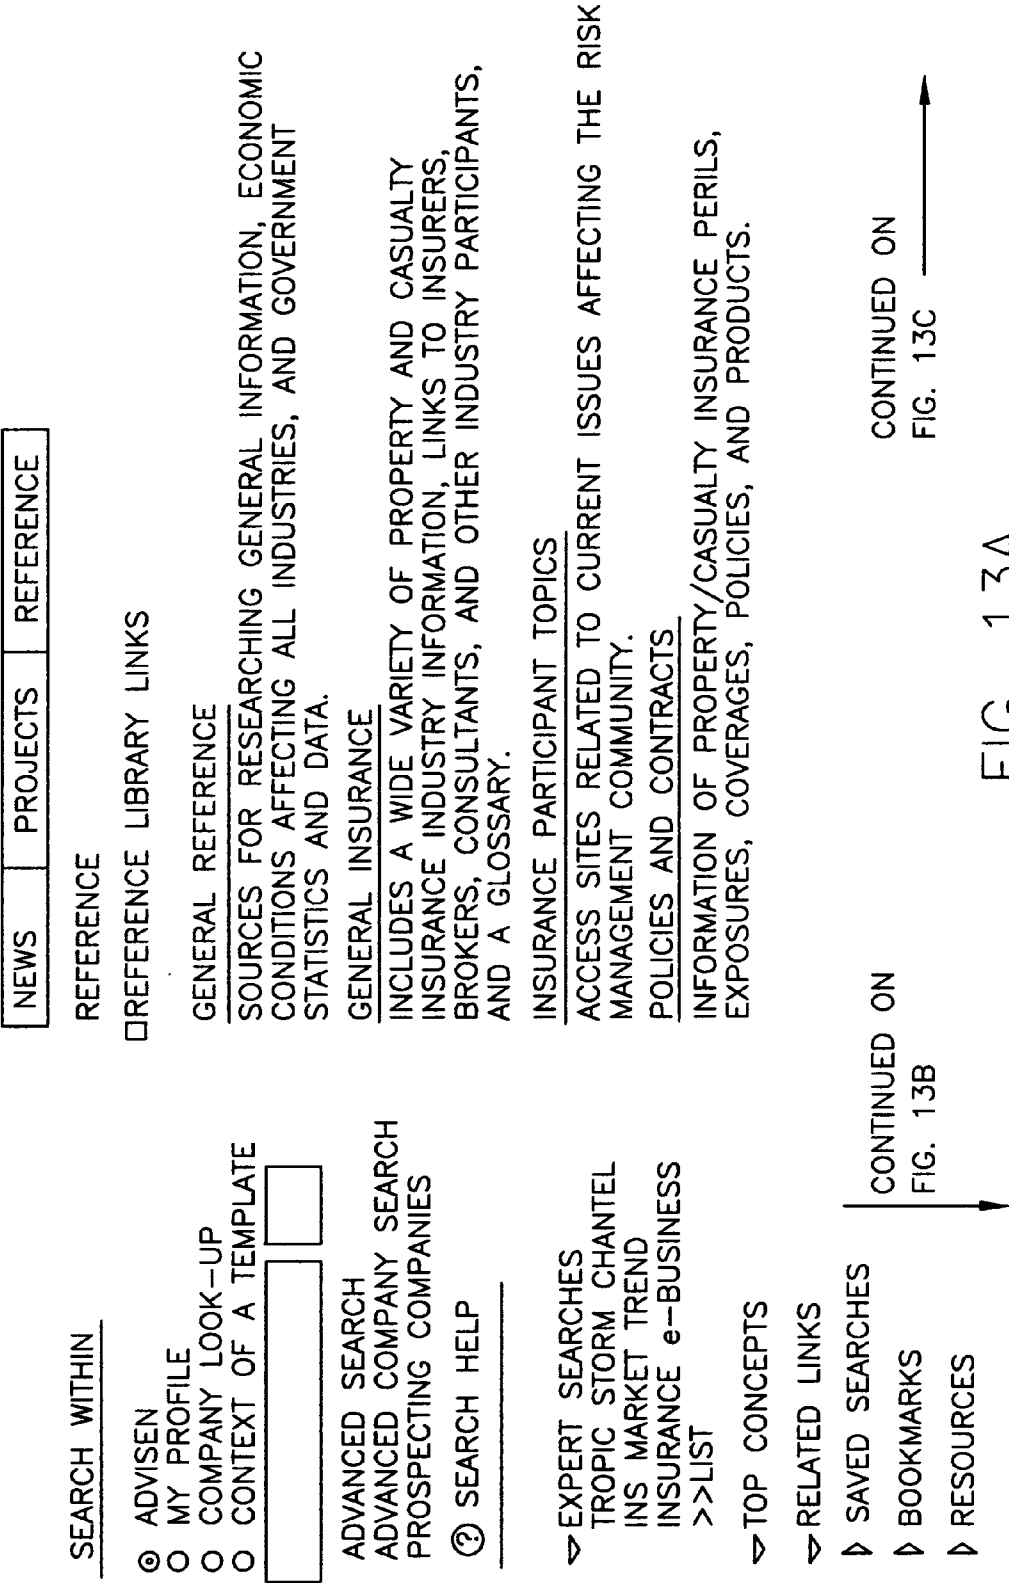 NEWS PROJECTS REFERENCE
SEARCH WITHIN
ADVISEN
MY PROFILE
COMPANY LOOK-UP
CONTEXT OF A TEMPLATE
ADVANCED SEARCH
ADVANCED COMPANY SEARCH
PROSPECTING COMPANIES
? SEARCH HELP
EXPERT SEARCHES
TROPIC STORM CHANTEL
INS MARKET TREND
INSURANCE e-BUSINESS
>>LIST
TOP CONCEPTS
RELATED LINKS
SAVED SEARCHES
BOOKMARKS
RESOURCES
CONTINUED ON
FIG. 13B
REFERENCE
REFERENCE LIBRARY LINKS
GENERAL REFERENCE
SOURCES FOR RESEARCHING GENERAL INFORMATION, ECONOMIC
CONDITIONS AFFECTING ALL INDUSTRIES, AND GOVERNMENT
STATISTICS AND DATA.
GENERAL INSURANCE
INCLUDES A WIDE VARIETY OF PROPERTY AND CASUALTY
INSURANCE INDUSTRY INFORMATION, LINKS TO INSURERS,
BROKERS, CONSULTANTS, AND OTHER INDUSTRY PARTICIPANTS,
AND A GLOSSARY.
INSURANCE PARTICIPANT TOPICS
ACCESS SITES RELATED TO CURRENT ISSUES AFFECTING THE RISK
MANAGEMENT COMMUNITY.
POLICIES AND CONTRACTS
INFORMATION OF PROPERTY/CASUALTY INSURANCE PERILS,
EXPOSURES, COVERAGES, POLICIES, AND PRODUCTS.
CONTINUED ON
FIG. 13C
FIG. 13A